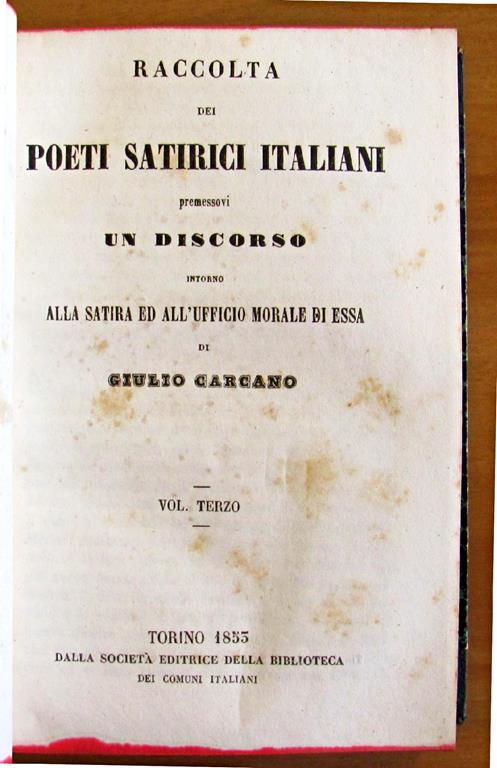 RACCOLTA
DEI
POETI SATIRICI ITALIANI
premessovi
UN DISCORSO
INTORNO
ALLA SATIRA ED ALL'UFFICIO MORALE DI ESSA
DI
GIULIO CARCANO
VOL. TERZO
TORINO 1853
DALLA SOCIETÀ EDITRICE DELLA BIBLIOTECA
DEI COMUNI ITALIANI